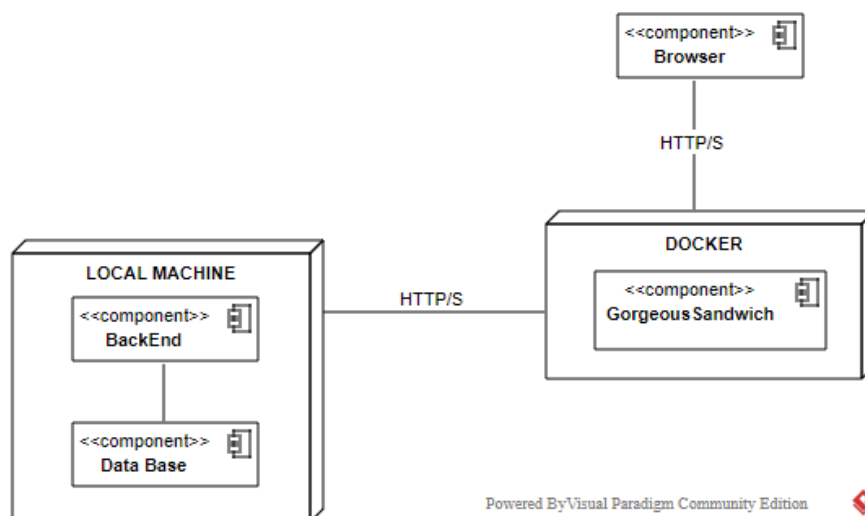 <<component>>
Browser
HTTP/S
DOCKER
<<component>>
GorgeousSandwich
HTTP/S
LOCAL MACHINE
<<component>>
BackEnd
<<component>>
Data Base
Powered ByVisual Paradigm Community Edition